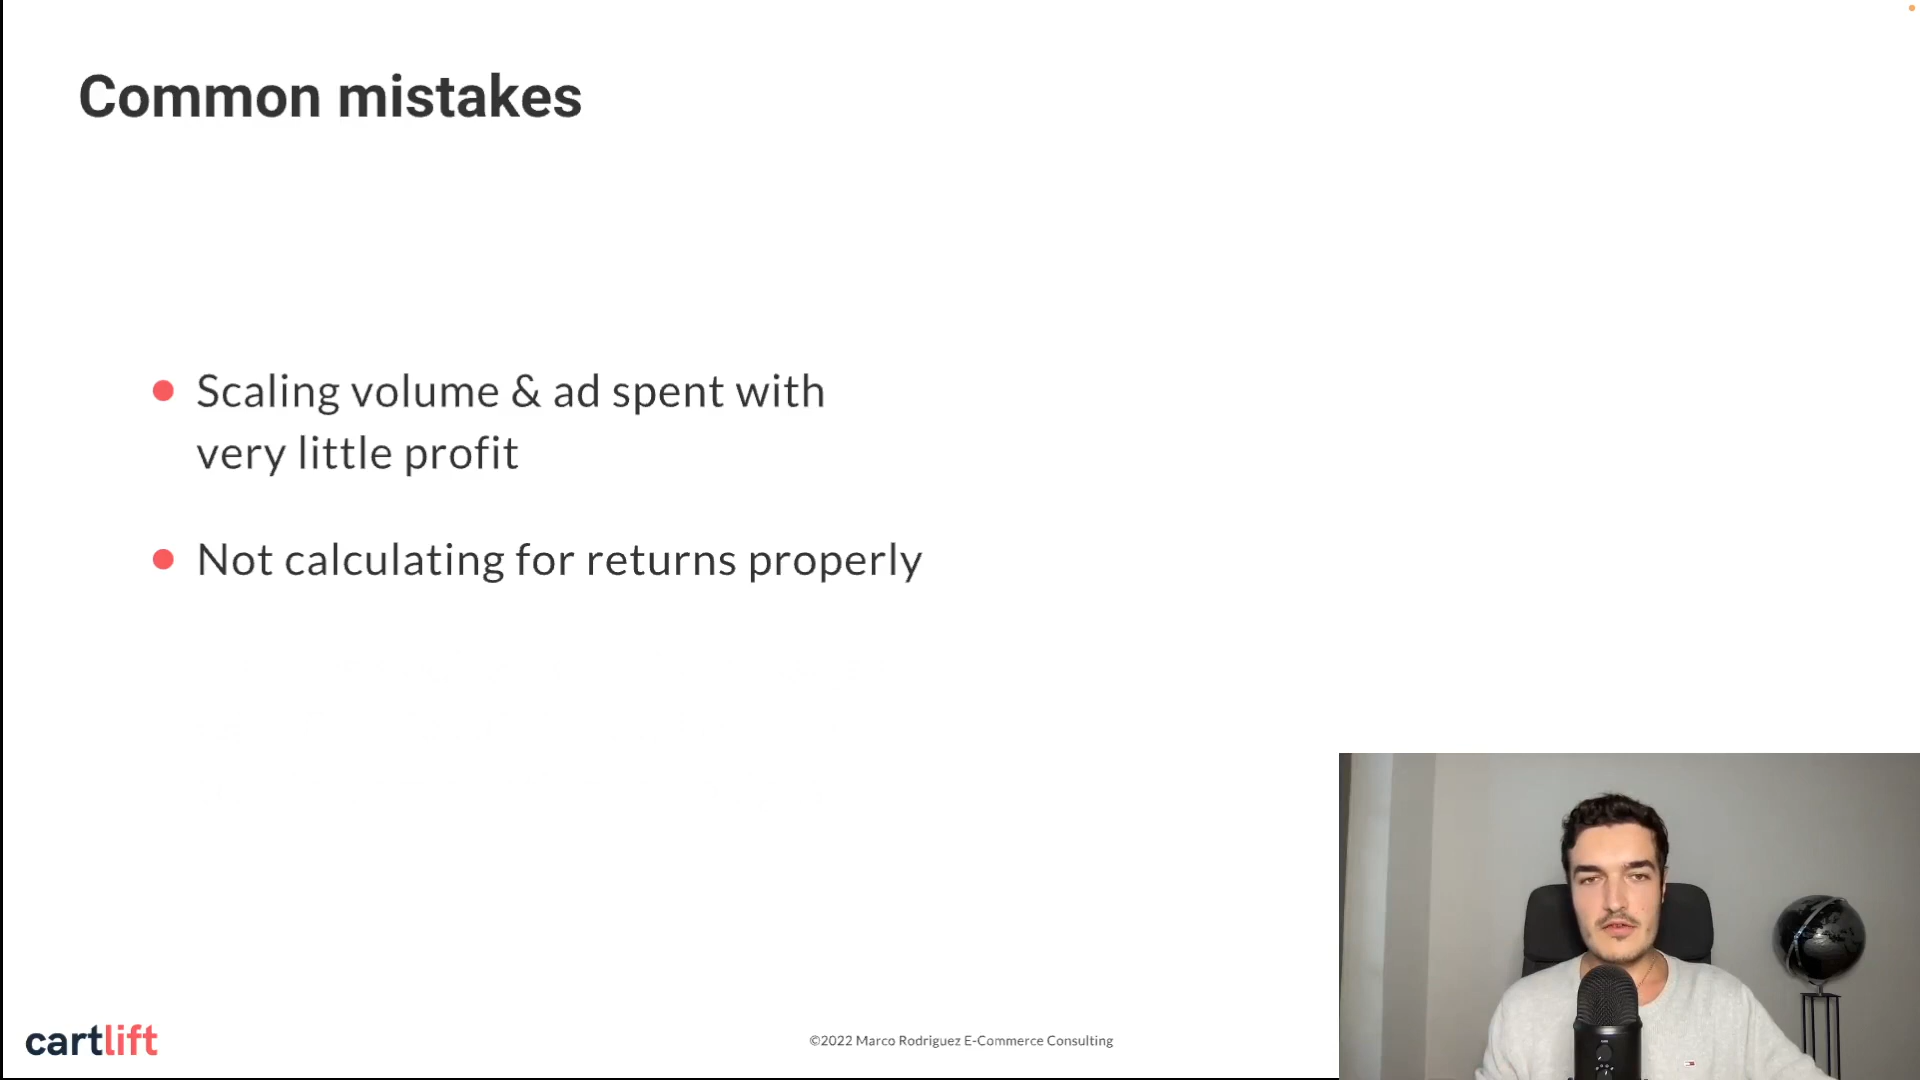 Common mistakes
Scaling volume & ad spent with
very little profit
Not calculating for returns properly
cartlift
©2022 Marco Rodriguez E-Commerce Consulting